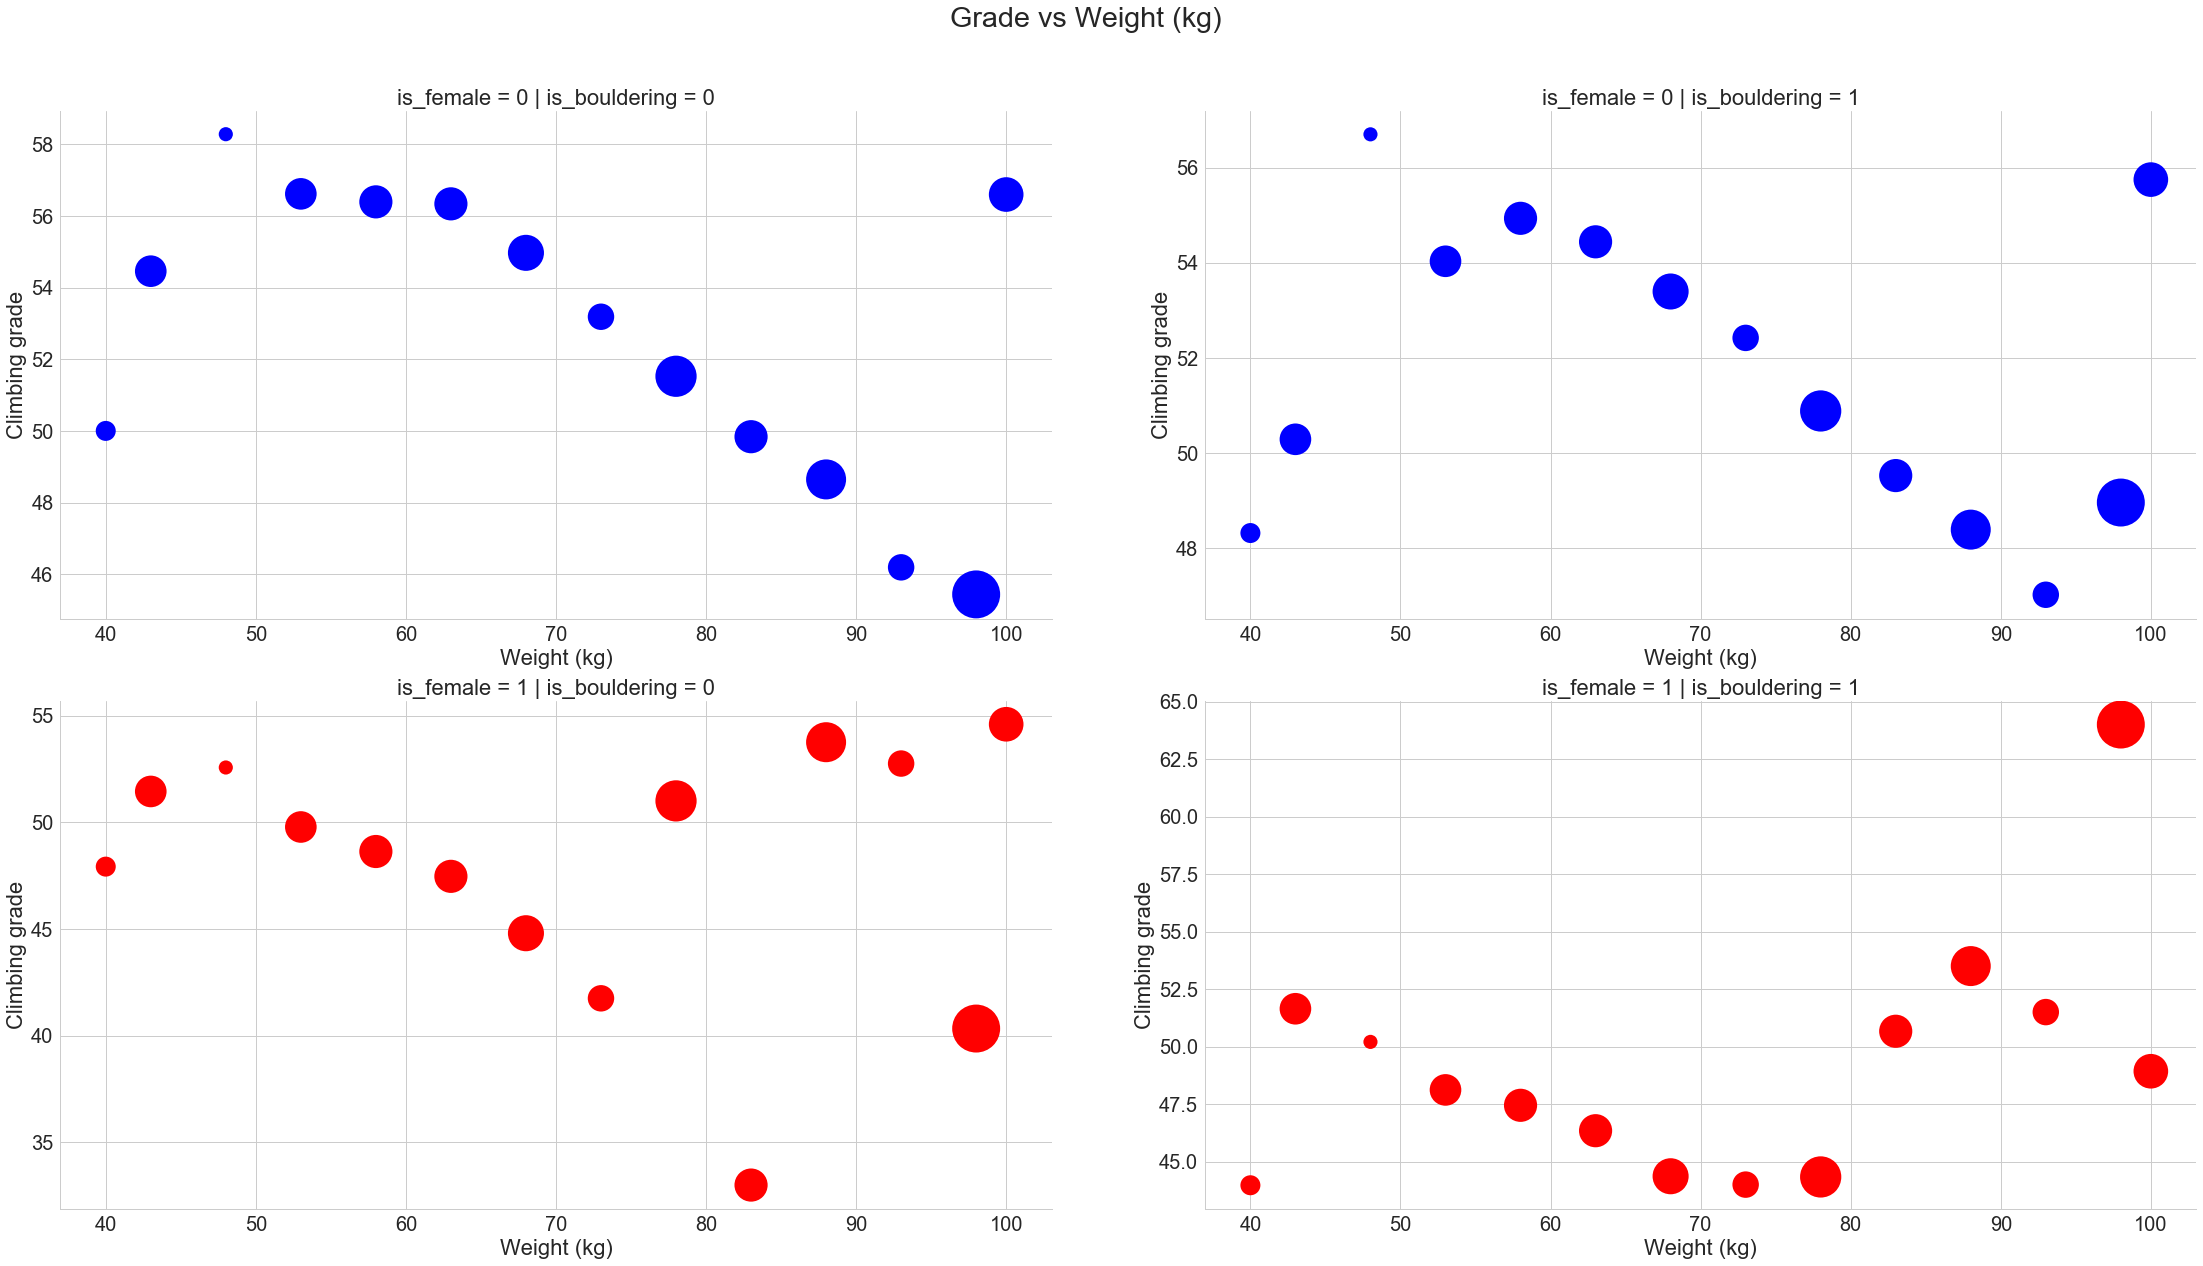 Grade vs Weight (kg)
is_female = 0 | is_bouldering = 0
58
56
54
52
50
48
46
Climbing grade
40 50 60 70 80 90 100
Weight (kg)
is_female = 0 | is_bouldering = 1
56
54
52
50
48
Climbing grade
40 50 60 70 80 90 100
Weight (kg)
is_female = 1 | is_bouldering = 0
55
50
45
40
35
Climbing grade
40 50 60 70 80 90 100
Weight (kg)
is_female = 1 | is_bouldering = 1
65.0
62.5
60.0
57.5
55.0
52.5
50.0
47.5
45.0
Climbing grade
40 50 60 70 80 90 100
Weight (kg)